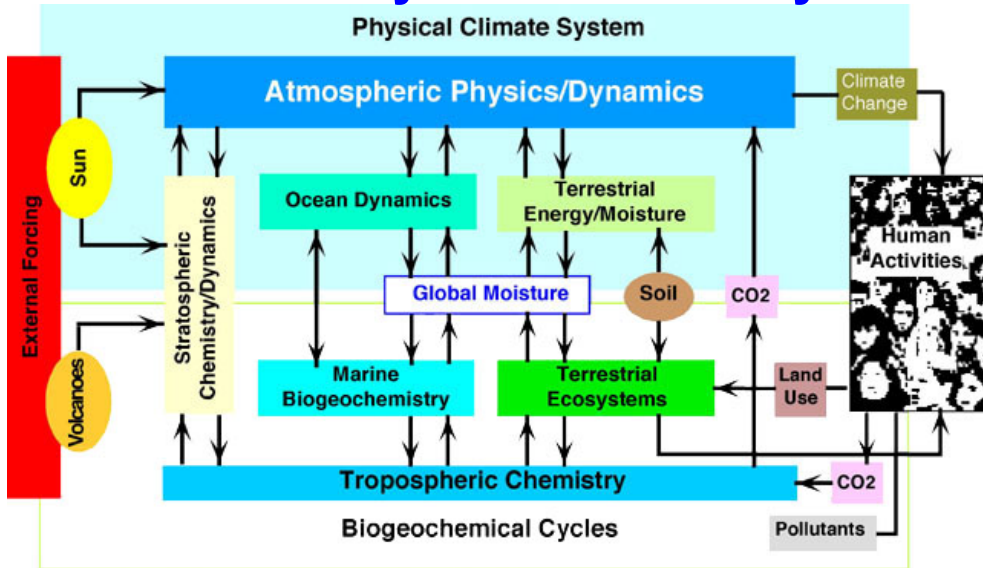 Physical Climate System
Atmospheric Physics/Dynamics
Climate
Change
External Forcing
Sun
Stratospheric
Chemistry/Dynamics
Ocean Dynamics
Terrestrial
Energy/Moisture
Human
Activities
Global Moisture
Soil
CO2
Volcanoes
Marine
Biogeochemistry
Terrestrial
Ecosystems
Land
Use
Tropospheric Chemistry
CO2
Biogeochemical Cycles
Pollutants